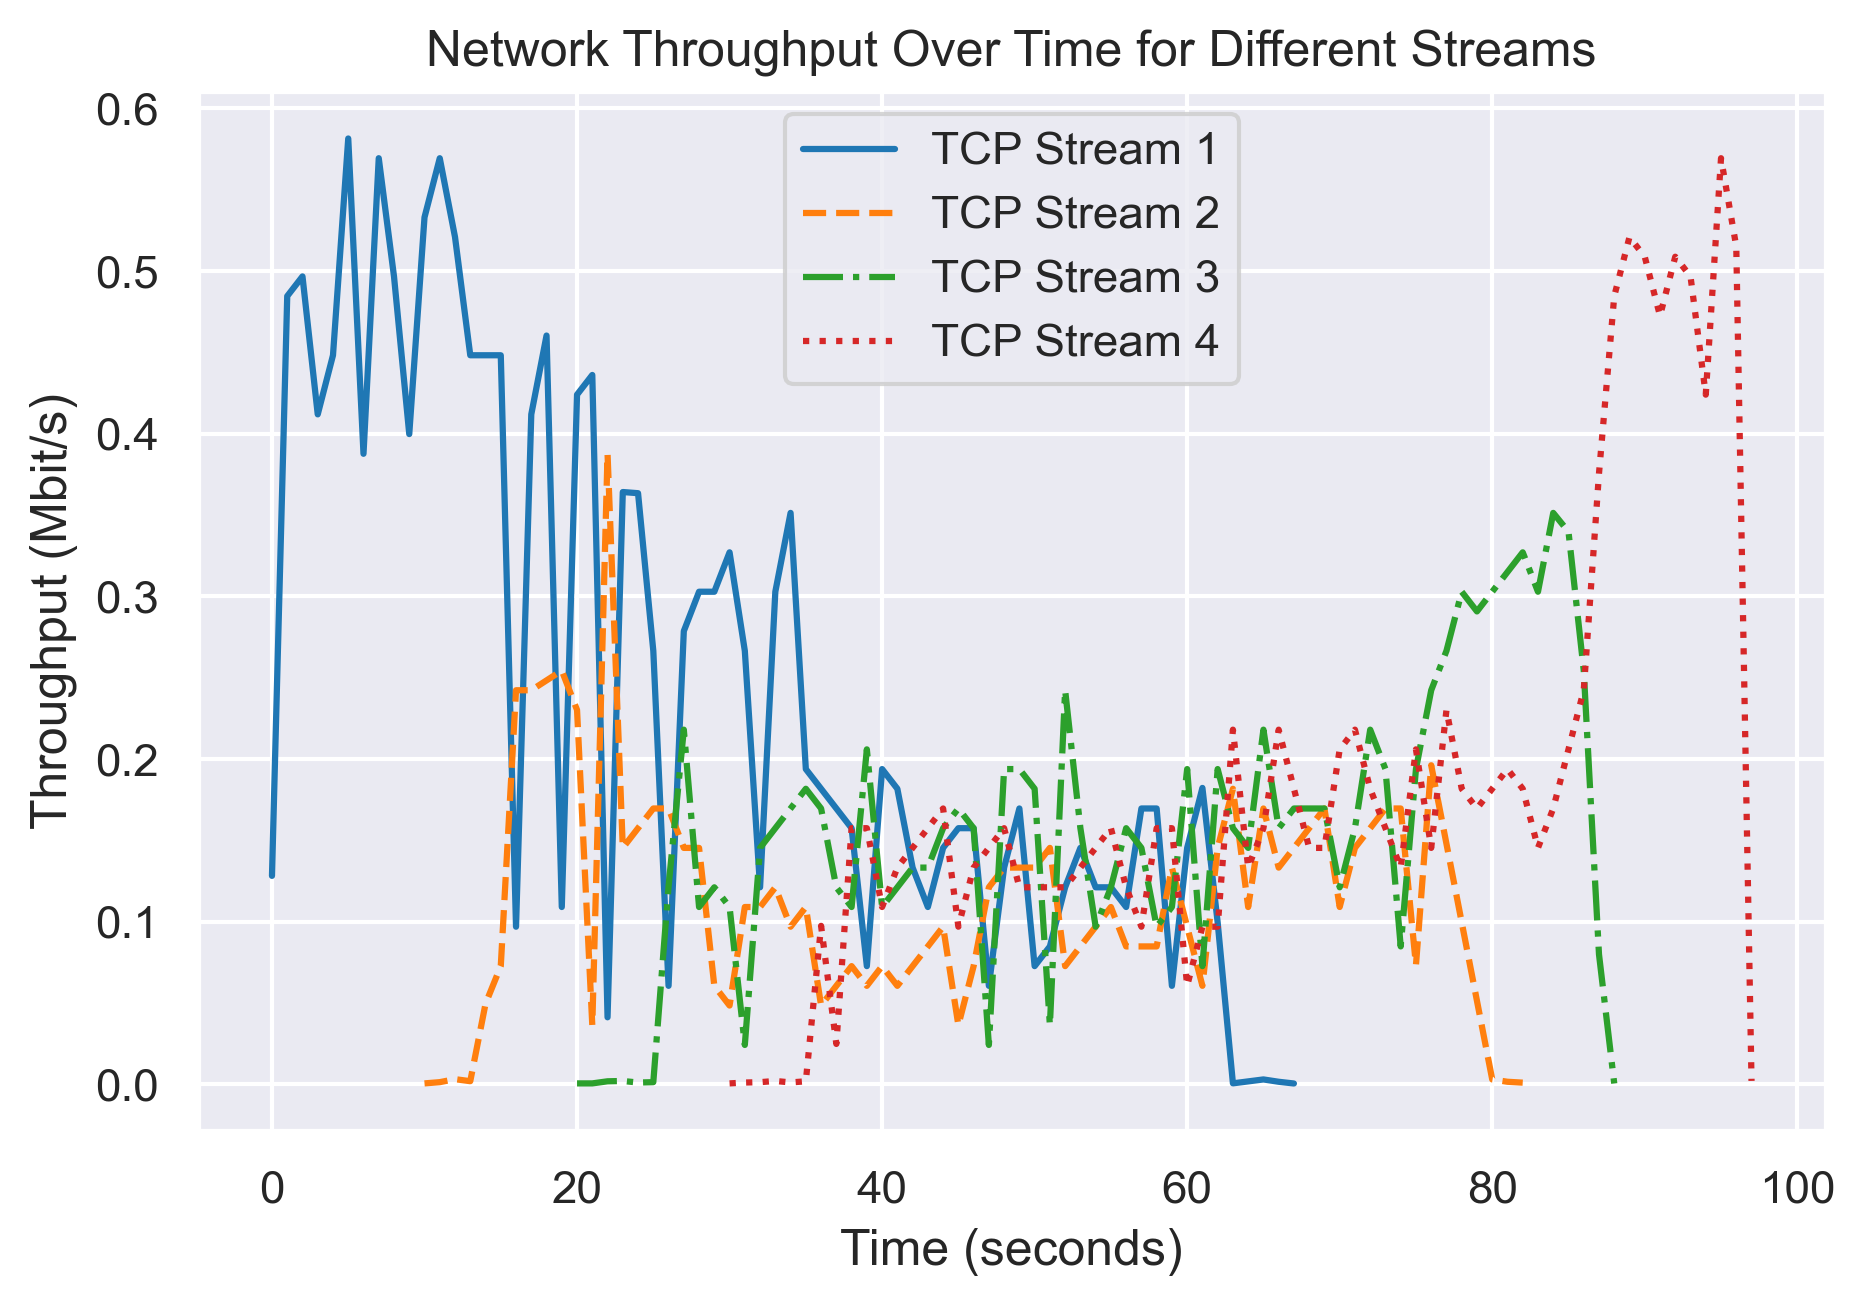 Network Throughput Over Time for Different Streams
0.6
0.5
0.4
0.3
0.2
0.1
0.0
Throughput (Mbit/s)
TCP Stream 1
TCP Stream 2
TCP Stream 3
TCP Stream 4
0 20 40 60 80 100
Time (seconds)